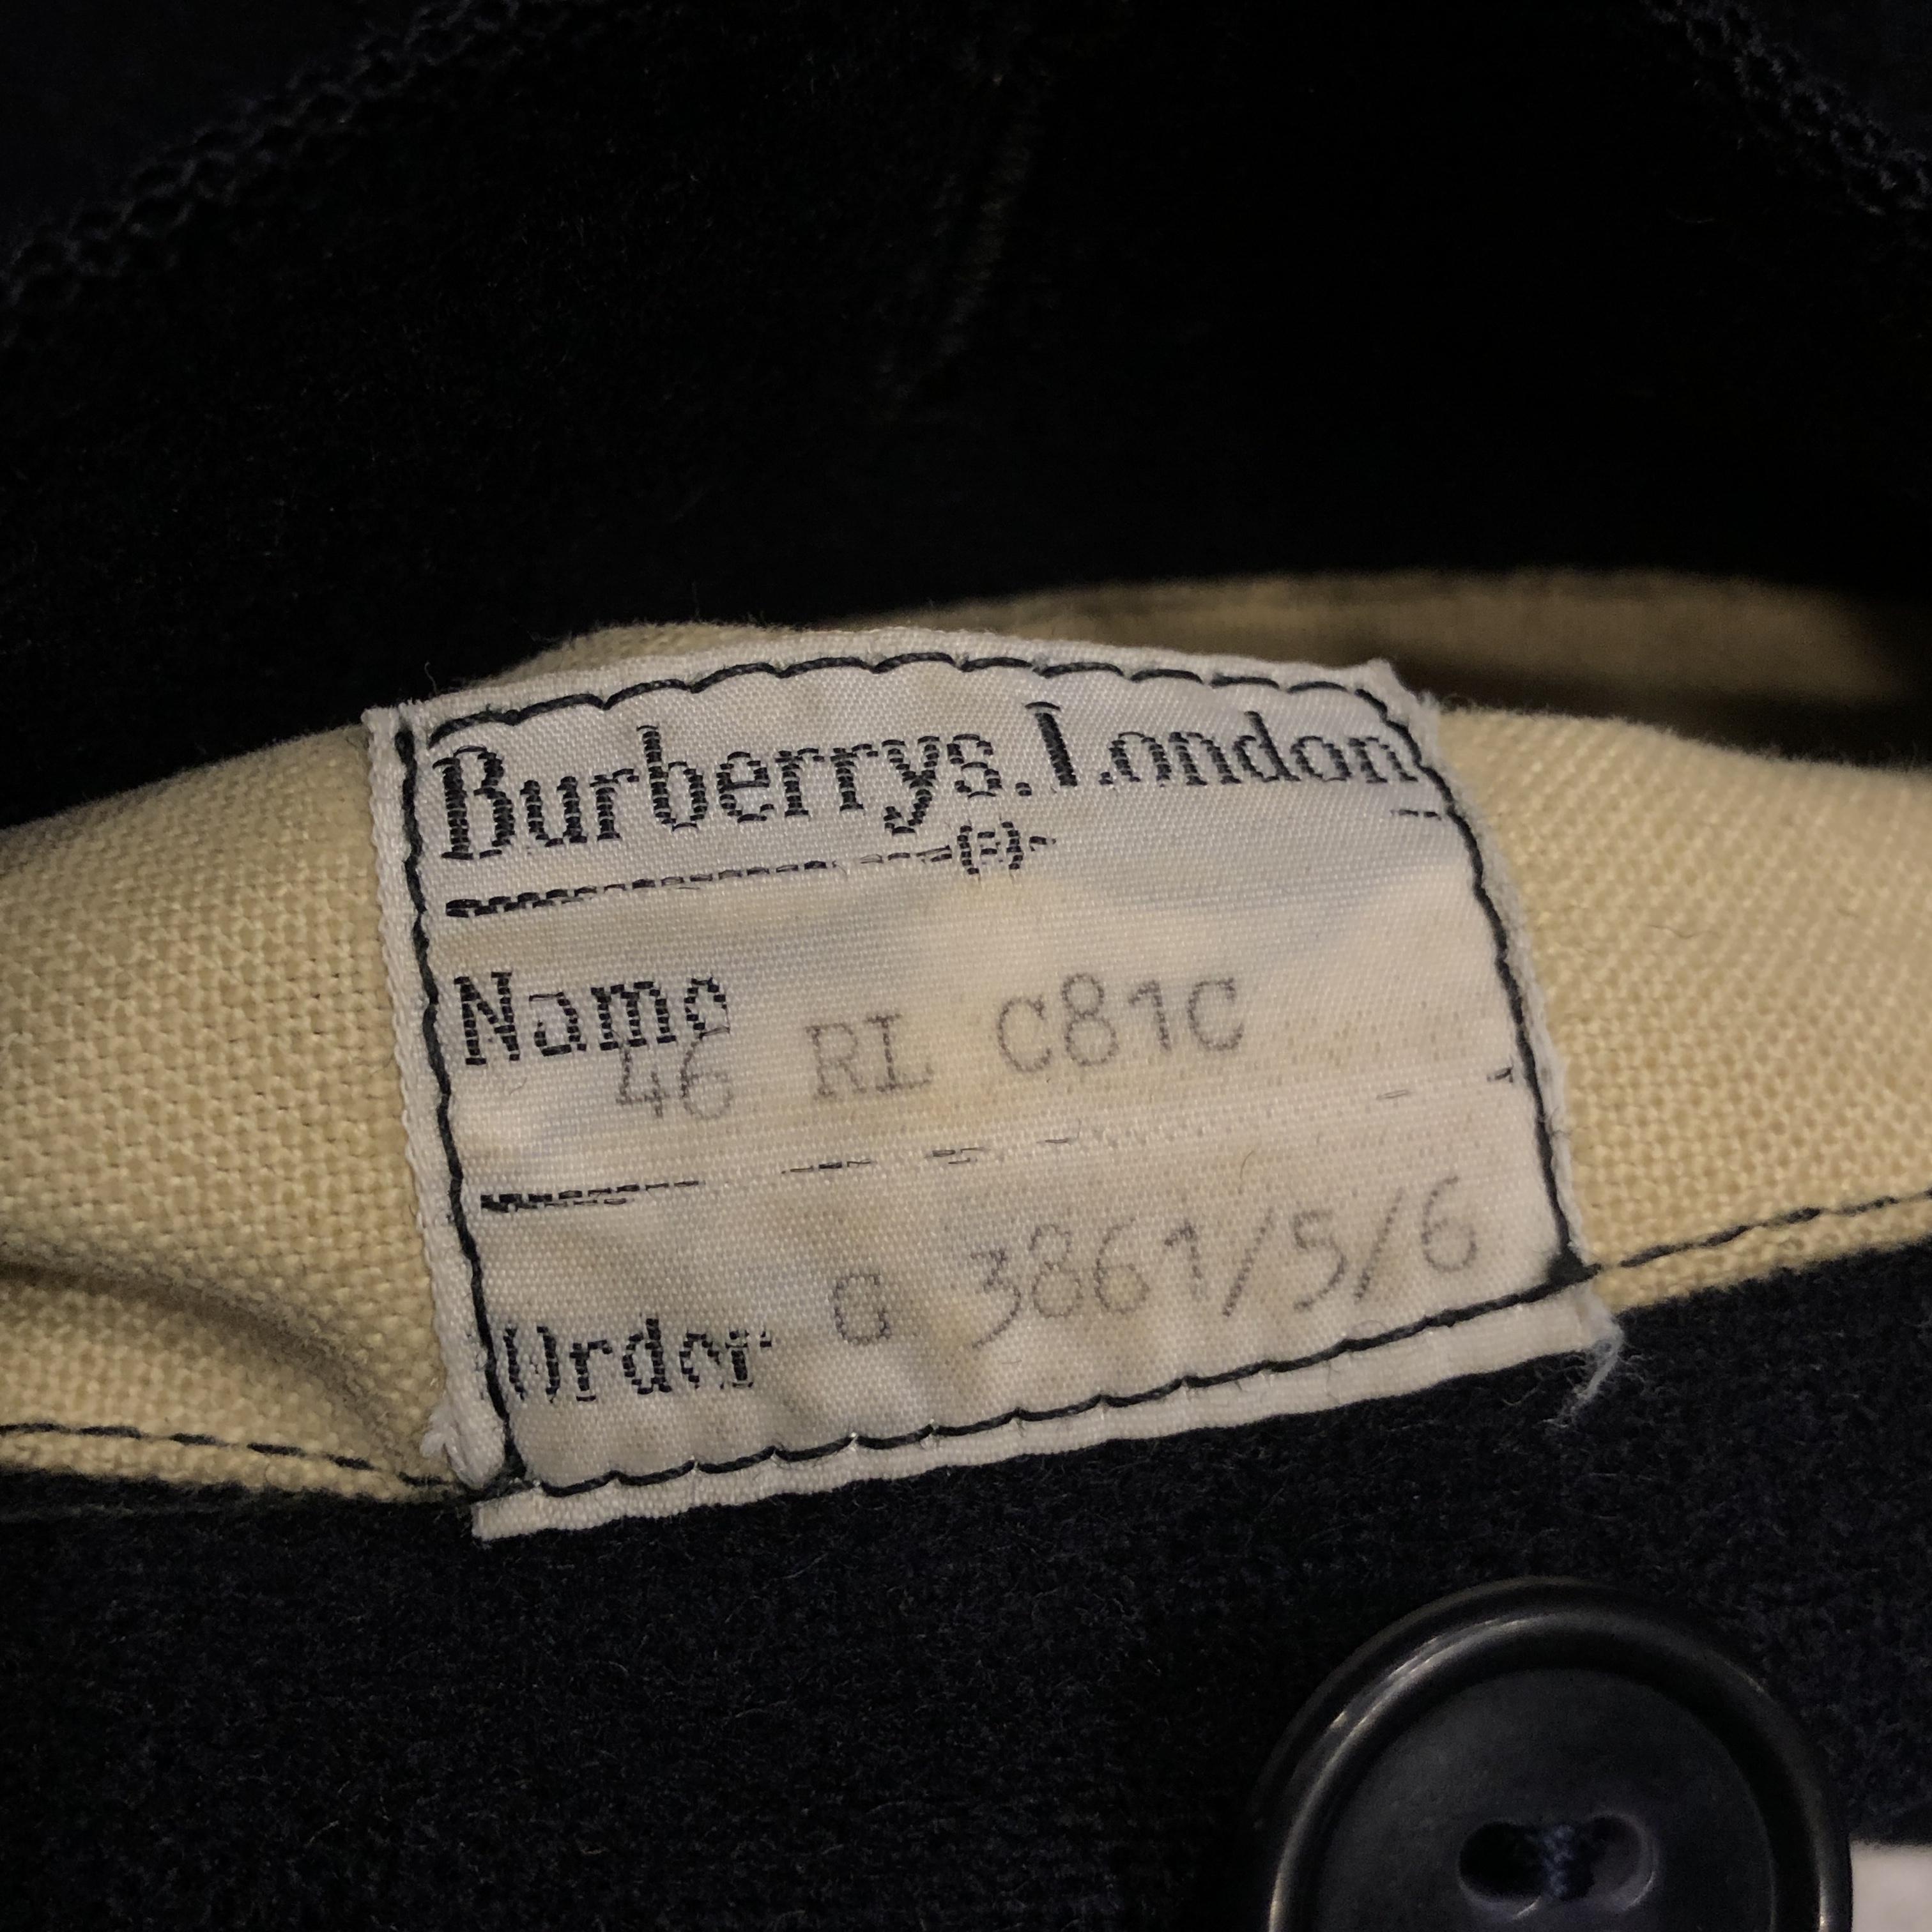 Burberrys. London
(R)
Name
46 RL C81C
Order G 3861/5/6